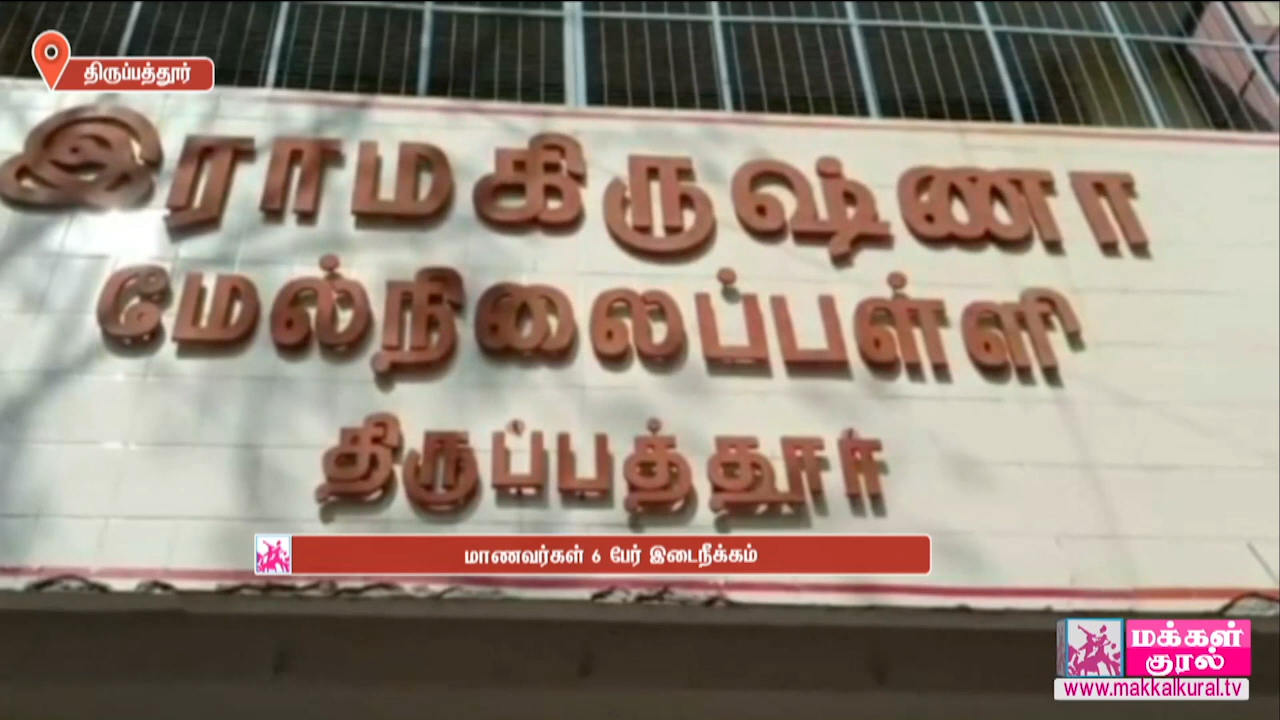 திருப்பத்தூர்
இராமகிருஷ்ணா
மேல்நிலைப்பள்ளி
திருப்பத்தூர்
மாணவர்கள் 6 பேர் இடைநீக்கம்
மக்கள்
குரல்
www.makkalkural.tv